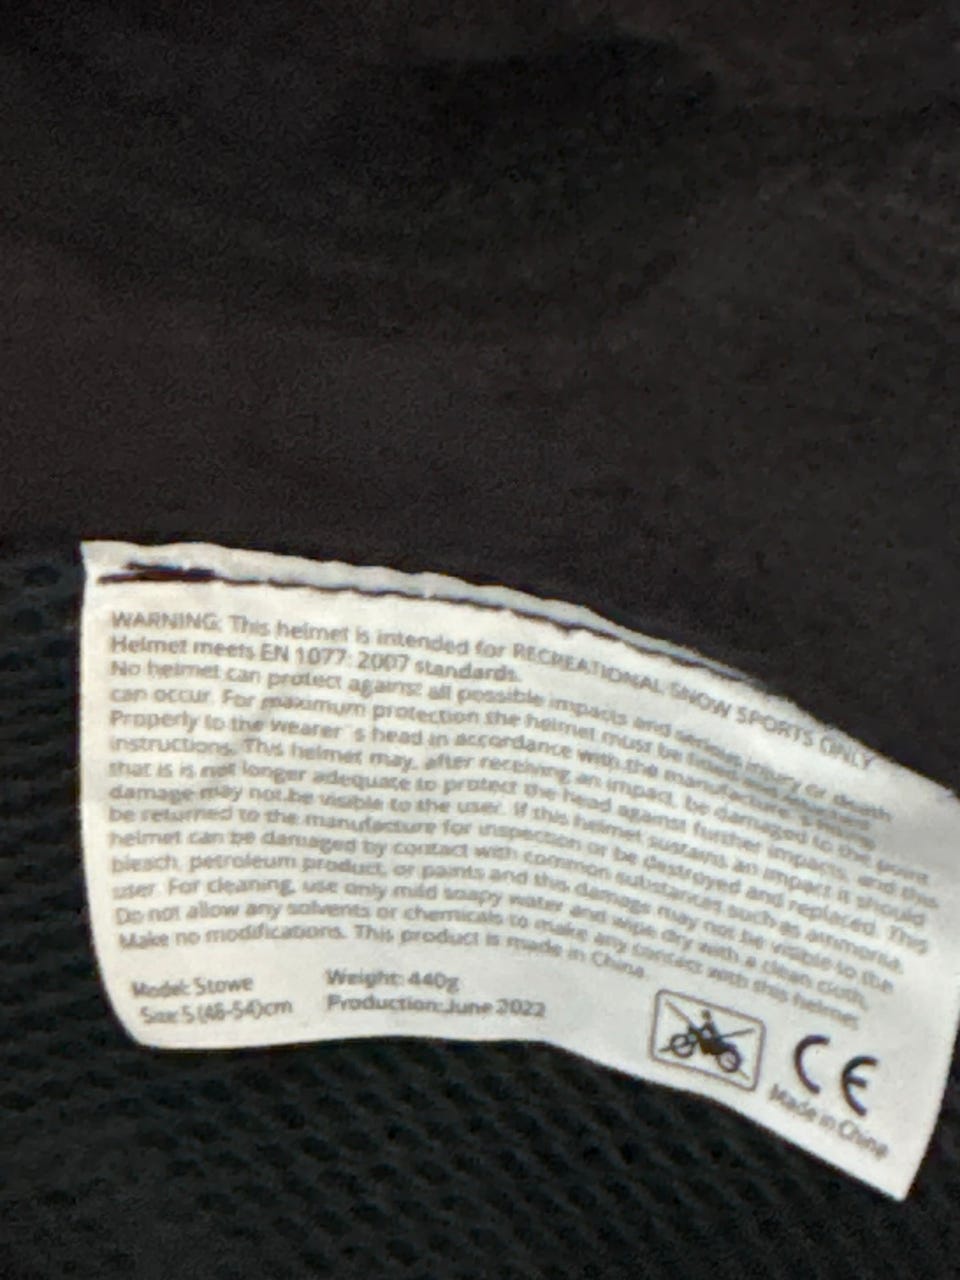 WARNING: This helmet is intended for RECREATIONAL SNOW SPORTS ONLY
Helmet meets EN 1077: 2007 standards.
No helmet can protect against all possible impacts and serious injury or death
can occur. For maximum protection the helmet must be fitted and
Properly to the wearer`s head in accordance with the manufacture`s
instructions. This helmet may, after receiving an impact, be damaged to the point
that is is not longer adequate to protect the head against further impacts, and this
damage may not be visible to the user. If this helmet sustains an impact it should
be returned to the manufacture for inspection or be destroyed and replaced. This
helmet can be damaged by contact with common substances such as ammonia,
bleach, petroleum product, or paints and this damage may not be visible to the
user. For cleaning, use only mild soapy water and wipe dry with a clean cloth.
Do not allow any solvents or chemicals to make any contact with this helmet.
Make no modifications. This product is made in China.
Model: Stowe Weight: 440g
Size: S (48-54)cm Production: June 2022
CE
Made in China